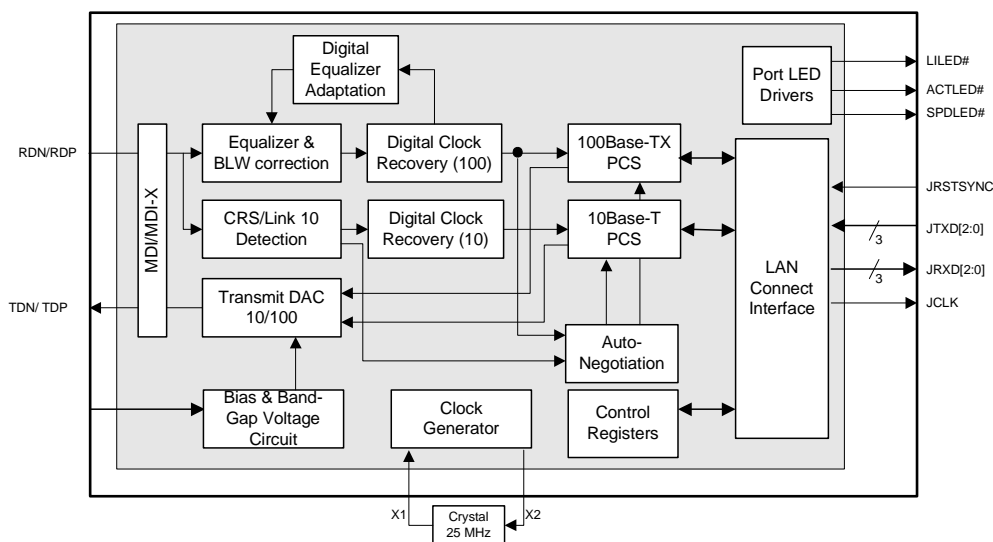 Digital
Equalizer
Adaptation
Port LED
Drivers
LILED#
ACTLED#
SPDLED#
RDN/RDP
MDI/MDI-X
Equalizer &
BLW correction
Digital Clock
Recovery (100)
100Base-TX
PCS
JRSTSYNC
CRS/Link 10
Detection
Digital Clock
Recovery (10)
10Base-T
PCS
LAN
Connect
Interface
3
JTXD[2:0]
3
JRXD[2:0]
JCLK
TDN/ TDP
Transmit DAC
10/100
Auto-
Negotiation
Bias & Band-
Gap Voltage
Circuit
Clock
Generator
Control
Registers
X1
X2
Crystal
25 MHz